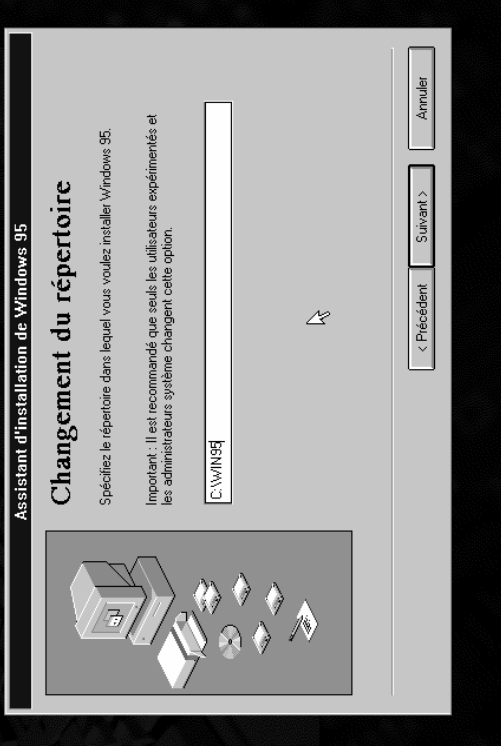 Assistant d'installation de Windows 95
Changement du répertoire
Spécifiez le répertoire dans lequel vous voulez installer Windows 95.
Important : Il est recommandé que seuls les utilisateurs expérimentés et
les administrateurs système changent cette option.
C:\WIN95
< Précédent
Suivant >
Annuler